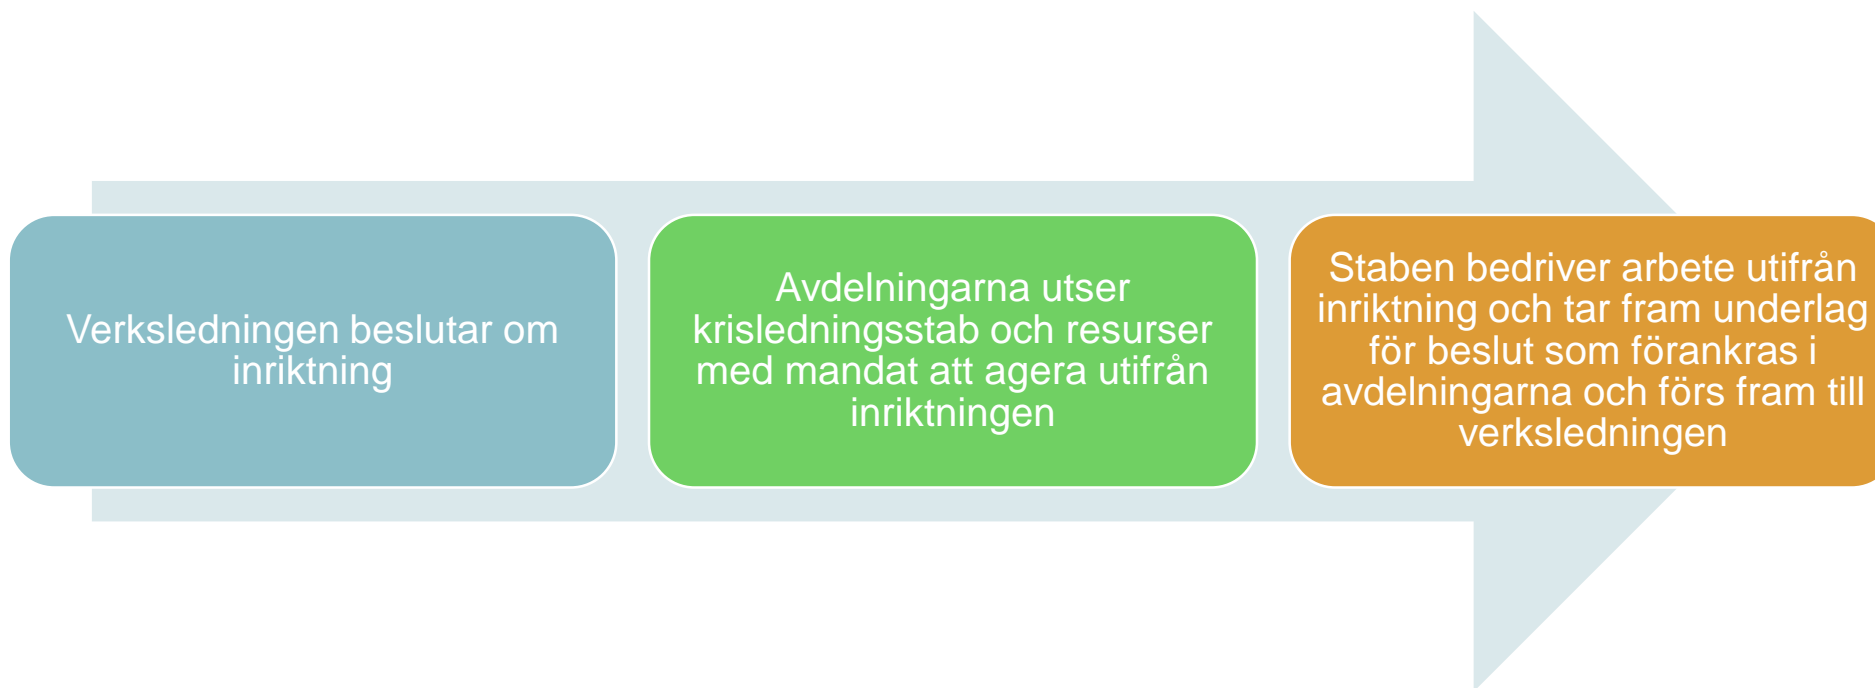 Verksledningen beslutar om
inriktning
Avdelningarna utser
krisledningsstab och resurser
med mandat att agera utifrån
inriktningen
Staben bedriver arbete utifrån
inriktning och tar fram underlag
för beslut som förankras i
avdelningarna och förs fram till
verksledningen